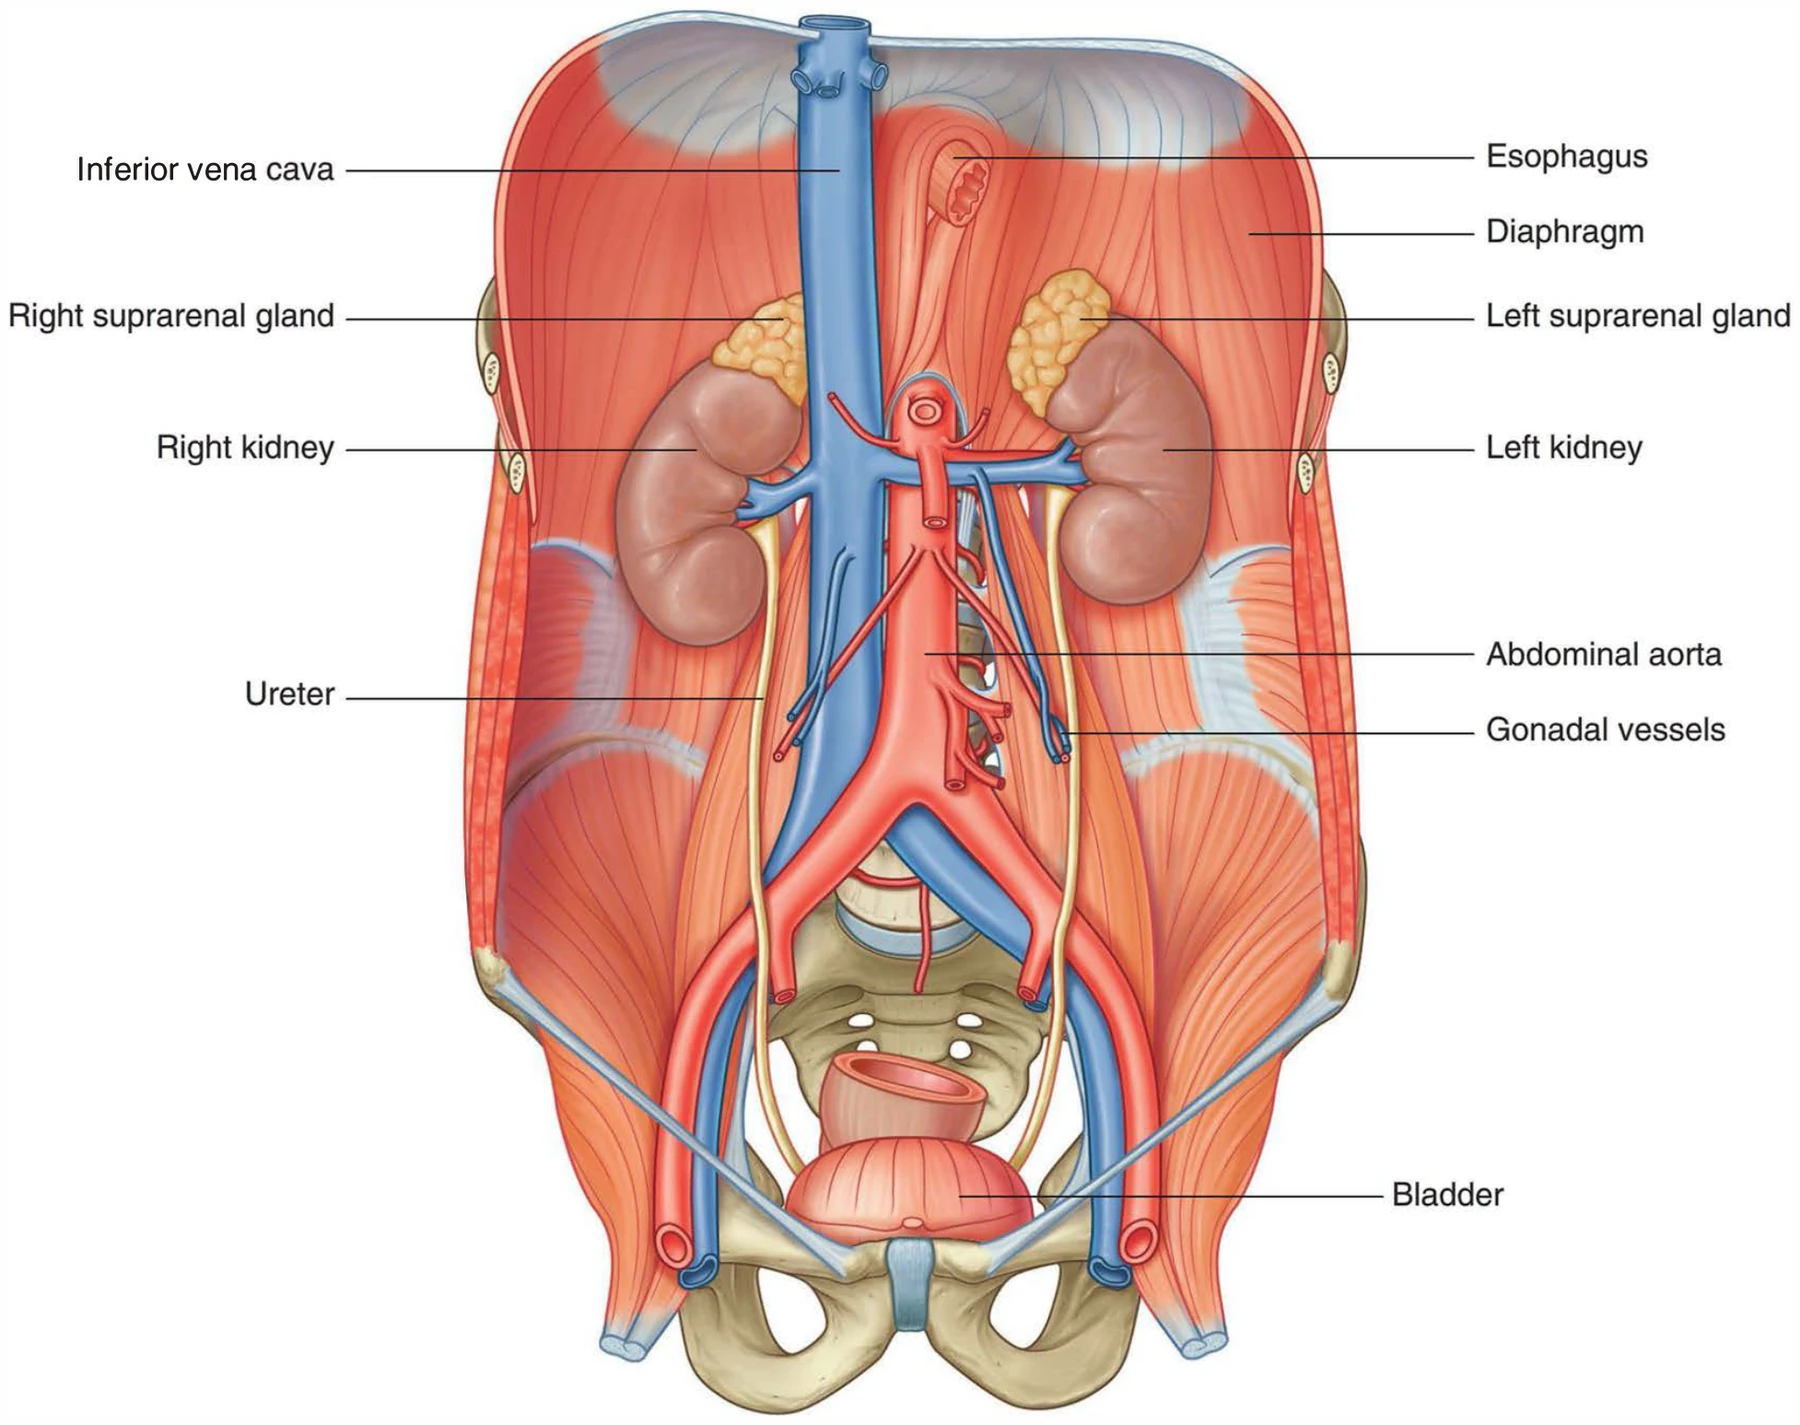 Inferior vena cava
Right suprarenal gland
Right kidney
Ureter
Esophagus
Diaphragm
Left suprarenal gland
Left kidney
Abdominal aorta
Gonadal vessels
Bladder